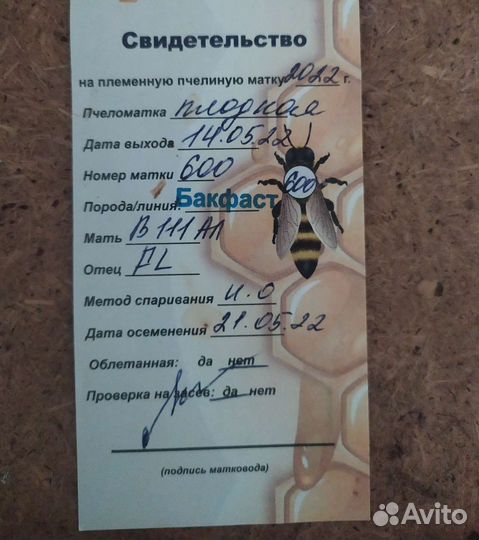 Свидетельство
на племенную пчелиную матку 2022 г.
Пчеломатка плодная
Дата выхода 14.05.22
Номер матки 600
600
Порода/линия: Бакфаст
Мать B 111 АЛ
Отец
Метод спаривания и.о
Дата осеменения 21.05.22
Облетанная: да нет
Проверка на засев: да нет
(подпись матковода)
Avito